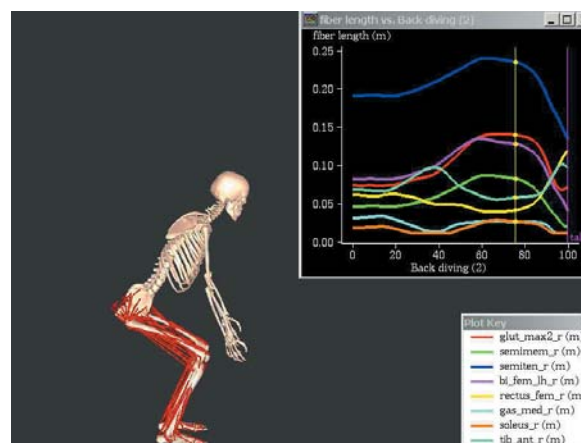 fiber length vs. Back diving (2)
fiber length (m)
0.25
0.20
0.15
0.10
0.05
0.00
0 20 40 60 80 100
Back diving (2)
Plot Key
glut_max2_r (m
semimem_r (m)
semiten_r (m)
bi_fem_lh_r (m)
rectus_fem_r (m
gas_med_r (m)
soleus_r (m)
tib_ant_r (m)